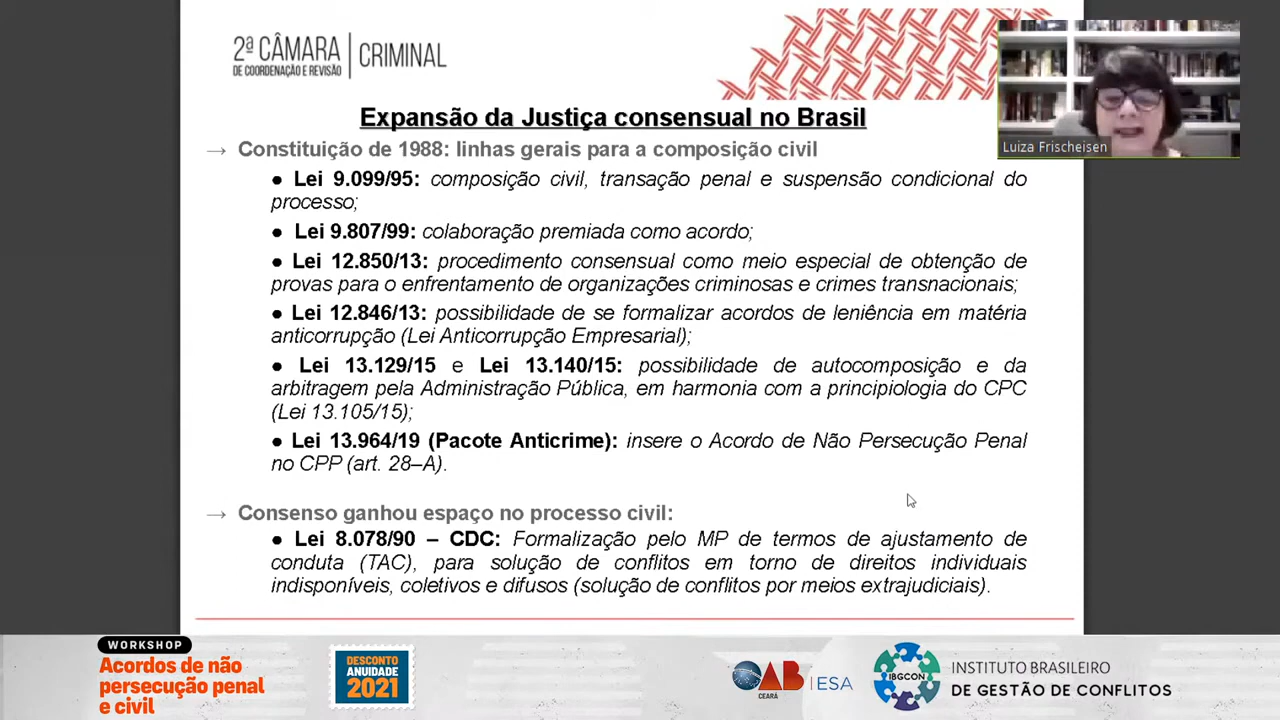 2ª CÂMARA
DE COORDENAÇÃO E REVISÃO
CRIMINAL
Luiza Frischeisen
Expansão da Justiça consensual no Brasil
→ Constituição de 1988: linhas gerais para a composição civil
● Lei 9.099/95: composição civil, transação penal e suspensão condicional do
processo;
● Lei 9.807/99: colaboração premiada como acordo;
● Lei 12.850/13: procedimento consensual como meio especial de obtenção de
provas para o enfrentamento de organizações criminosas e crimes transnacionais;
● Lei 12.846/13: possibilidade de se formalizar acordos de leniência em matéria
anticorrupção (Lei Anticorrupção Empresarial);
● Lei 13.129/15 e Lei 13.140/15: possibilidade de autocomposição e da
arbitragem pela Administração Pública, em harmonia com a principiologia do CPC
(Lei 13.105/15);
● Lei 13.964/19 (Pacote Anticrime): insere o Acordo de Não Persecução Penal
no CPP (art. 28–A).
→ Consenso ganhou espaço no processo civil:
● Lei 8.078/90 – CDC: Formalização pelo MP de termos de ajustamento de
conduta (TAC), para solução de conflitos em torno de direitos individuais
indisponíveis, coletivos e difusos (solução de conflitos por meios extrajudiciais).
WORKSHOP
Acordos de não
persecução penal
e civil
DESCONTO
ANUIDADE
2021
OAB | ESA
CEARÁ
IBGCON
INSTITUTO BRASILEIRO
DE GESTÃO DE CONFLITOS